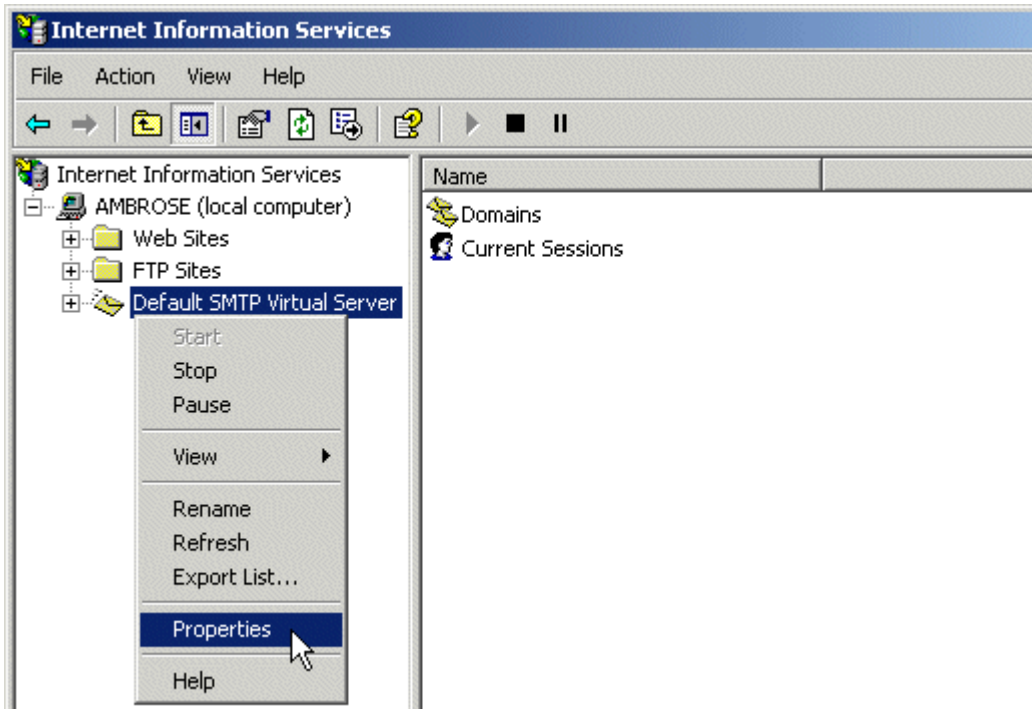 Internet Information Services
File Action View Help
Internet Information Services
AMBROSE (local computer)
Web Sites
FTP Sites
Default SMTP Virtual Server
Start
Stop
Pause
View
Rename
Refresh
Export List...
Properties
Help
Name
Domains
Current Sessions